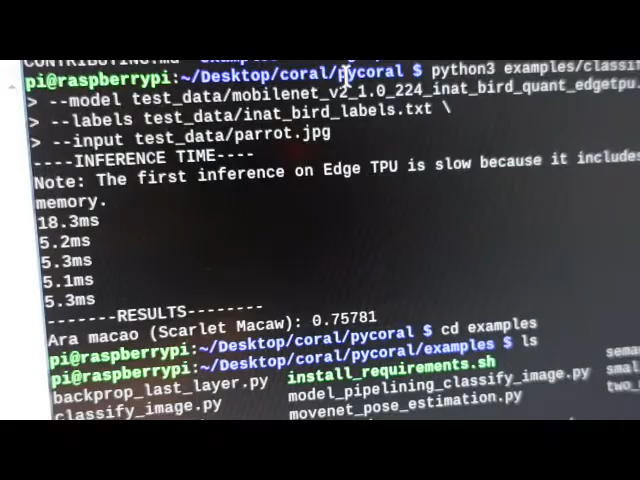 pi@raspberrypi:~/Desktop/coral/pycoral $ python3 examples/classif
> --model test_data/mobilenet_v2_1.0_224_inat_bird_quant_edgetpu.
> --labels test_data/inat_bird_labels.txt \
> --input test_data/parrot.jpg
----INFERENCE TIME----
Note: The first inference on Edge TPU is slow because it includes
memory.
18.3ms
5.2ms
5.3ms
5.1ms
5.3ms
-------RESULTS--------
Ara macao (Scarlet Macaw): 0.75781
pi@raspberrypi:~/Desktop/coral/pycoral $ cd examples
pi@raspberrypi:~/Desktop/coral/pycoral/examples $ ls
backprop_last_layer.py install_requirements.sh
classify_image.py model_pipelining_classify_image.py
movenet_pose_estimation.py